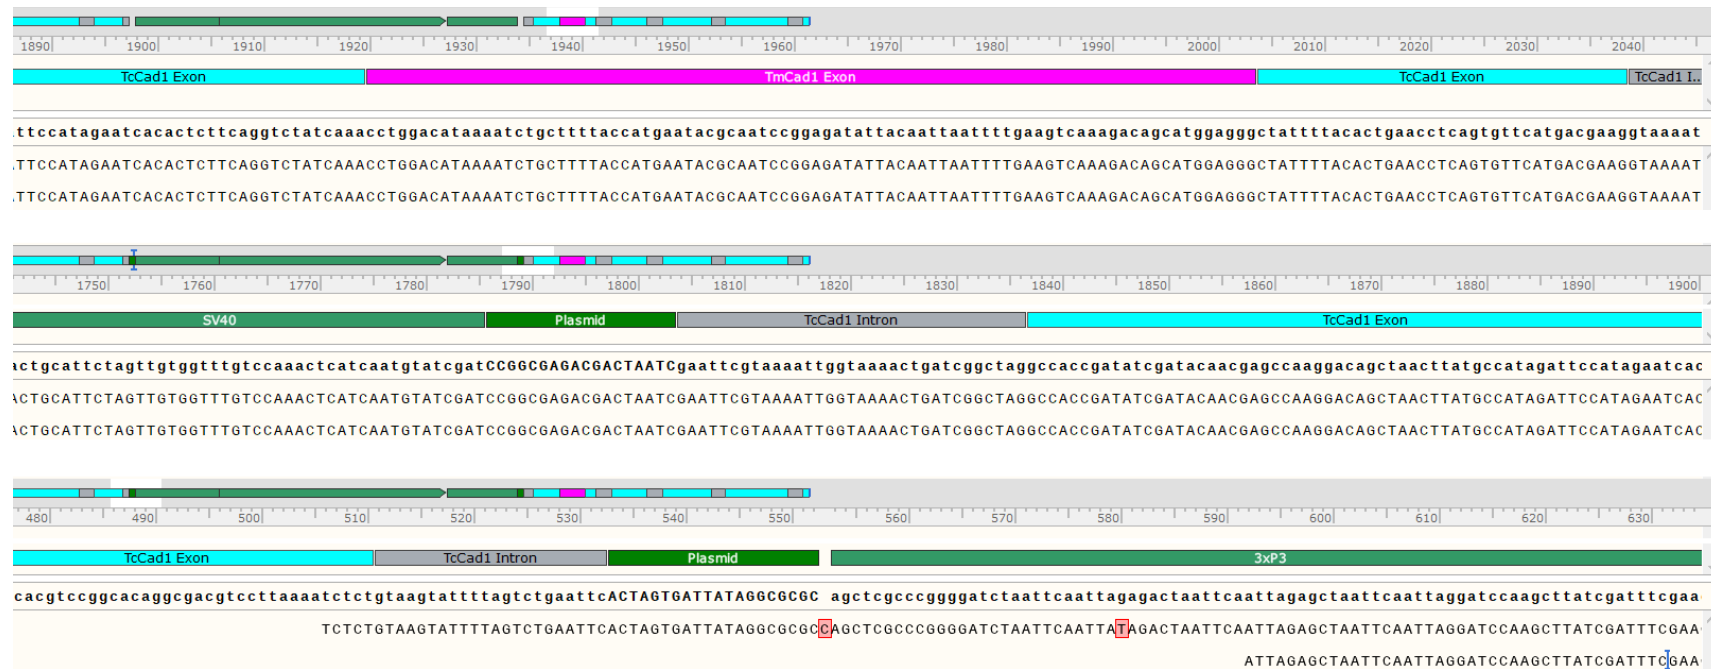 1890 1900 1910 1920 1930 1940 1950 1960 1970 1980 1990 2000 2010 2020 2030 2040
TcCad1 Exon TmCad1 Exon TcCad1 Exon TcCad1 I..
ttccatagaatcacactcttcaggtctatcaaacctggacataaaatctgcttttaccatgaatacgcaatccggagatattacaattaattttgaagtcaaagacagcatggagggctattttacactgaacctcagtgttcatgacgaaggtaaaat
TTCCATAGAATCACACTCTTCAGGTCTATCAAACCTGGACATAAAATCTGCTTTTACCATGAATACGCAATCCGGAGATATTACAATTAATTTTGAAGTCAAAGACAGCATGGAGGGCTATTTTACACTGAACCTCAGTGTTCATGACGAAGGTAAAAT
TTCCATAGAATCACACTCTTCAGGTCTATCAAACCTGGACATAAAATCTGCTTTTACCATGAATACGCAATCCGGAGATATTACAATTAATTTTGAAGTCAAAGACAGCATGGAGGGCTATTTTACACTGAACCTCAGTGTTCATGACGAAGGTAAAAT
1750 1760 1770 1780 1790 1800 1810 1820 1830 1840 1850 1860 1870 1880 1890 1900
SV40 Plasmid TcCad1 Intron TcCad1 Exon
actgcattctagttgtggtttgtccaaactcatcaatgtatcgatCCGGCGAGACGACTAATCgaattcgtaaaattggtaaaactgatcggctaggccaccgatatcgatacaacgagccaaggacagctaacttatgccatagattccatagaatcac
ACTGCATTCTAGTTGTGGTTTGTCCAAACTCATCAATGTATCGATCCGGCGAGACGACTAATCGAATTCGTAAAATTGGTAAAACTGATCGGCTAGGCCACCGATATCGATACAACGAGCCAAGGACAGCTAACTTATGCCATAGATTCCATAGAATCAC
ACTGCATTCTAGTTGTGGTTTGTCCAAACTCATCAATGTATCGATCCGGCGAGACGACTAATCGAATTCGTAAAATTGGTAAAACTGATCGGCTAGGCCACCGATATCGATACAACGAGCCAAGGACAGCTAACTTATGCCATAGATTCCATAGAATCAC
480 490 500 510 520 530 540 550 560 570 580 590 600 610 620 630
TcCad1 Exon TcCad1 Intron Plasmid 3xP3
cacgtccggcacaggcgacgtccttaaaatctctgtaagtattttagtctgaattcACTAGTGATTATAGGCGCGC agctcgcccggggatctaattcaattagagactaattcaattagagctaattcaattaggatccaagcttatcgatttcgaa
TCTCTGTAAGTATTTTAGTCTGAATTCACTAGTGATTATAGGCGCGCCAGCTCGCCCGGGGATCTAATTCAATTATAGACTAATTCAATTAGAGCTAATTCAATTAGGATCCAAGCTTATCGATTTCGAA
ATTAGAGCTAATTCAATTAGGATCCAAGCTTATCGATTTCGAA